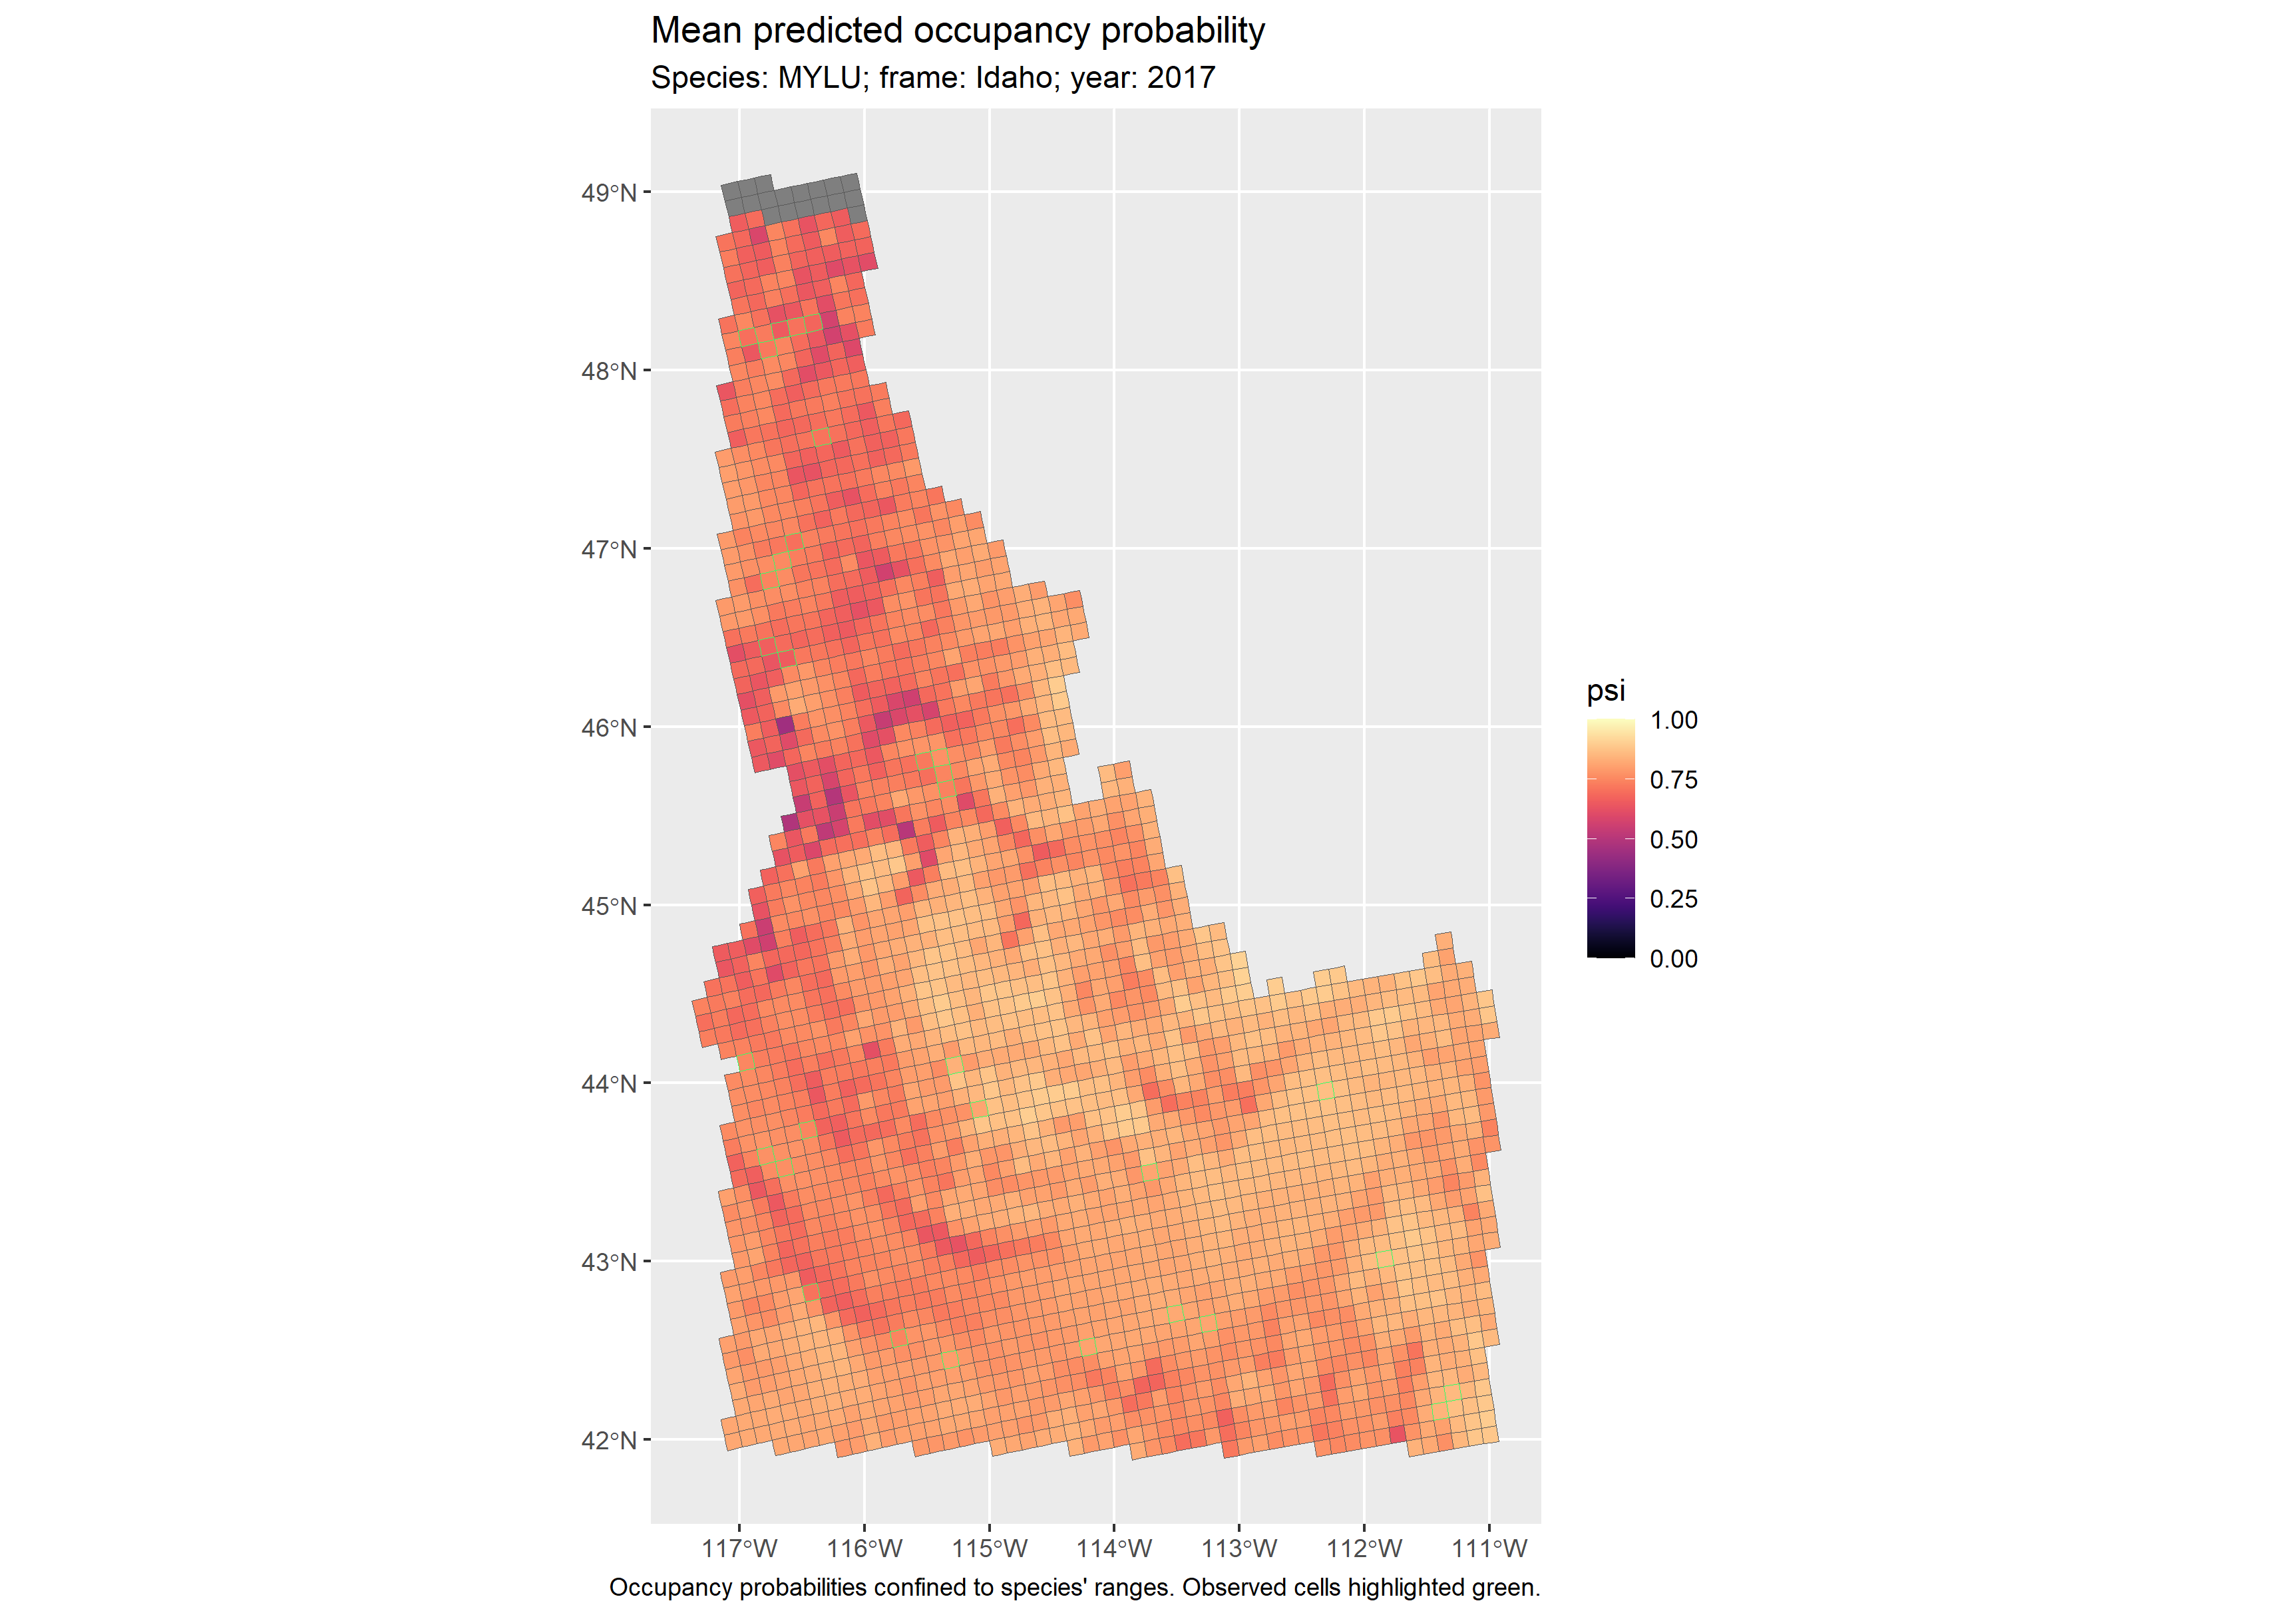 Mean predicted occupancy probability
Species: MYLU; frame: Idaho; year: 2017
49°N
48°N
47°N
46°N
45°N
44°N
43°N
42°N
117°W 116°W 115°W 114°W 113°W 112°W 111°W
psi
1.00
0.75
0.50
0.25
0.00
Occupancy probabilities confined to species' ranges. Observed cells highlighted green.